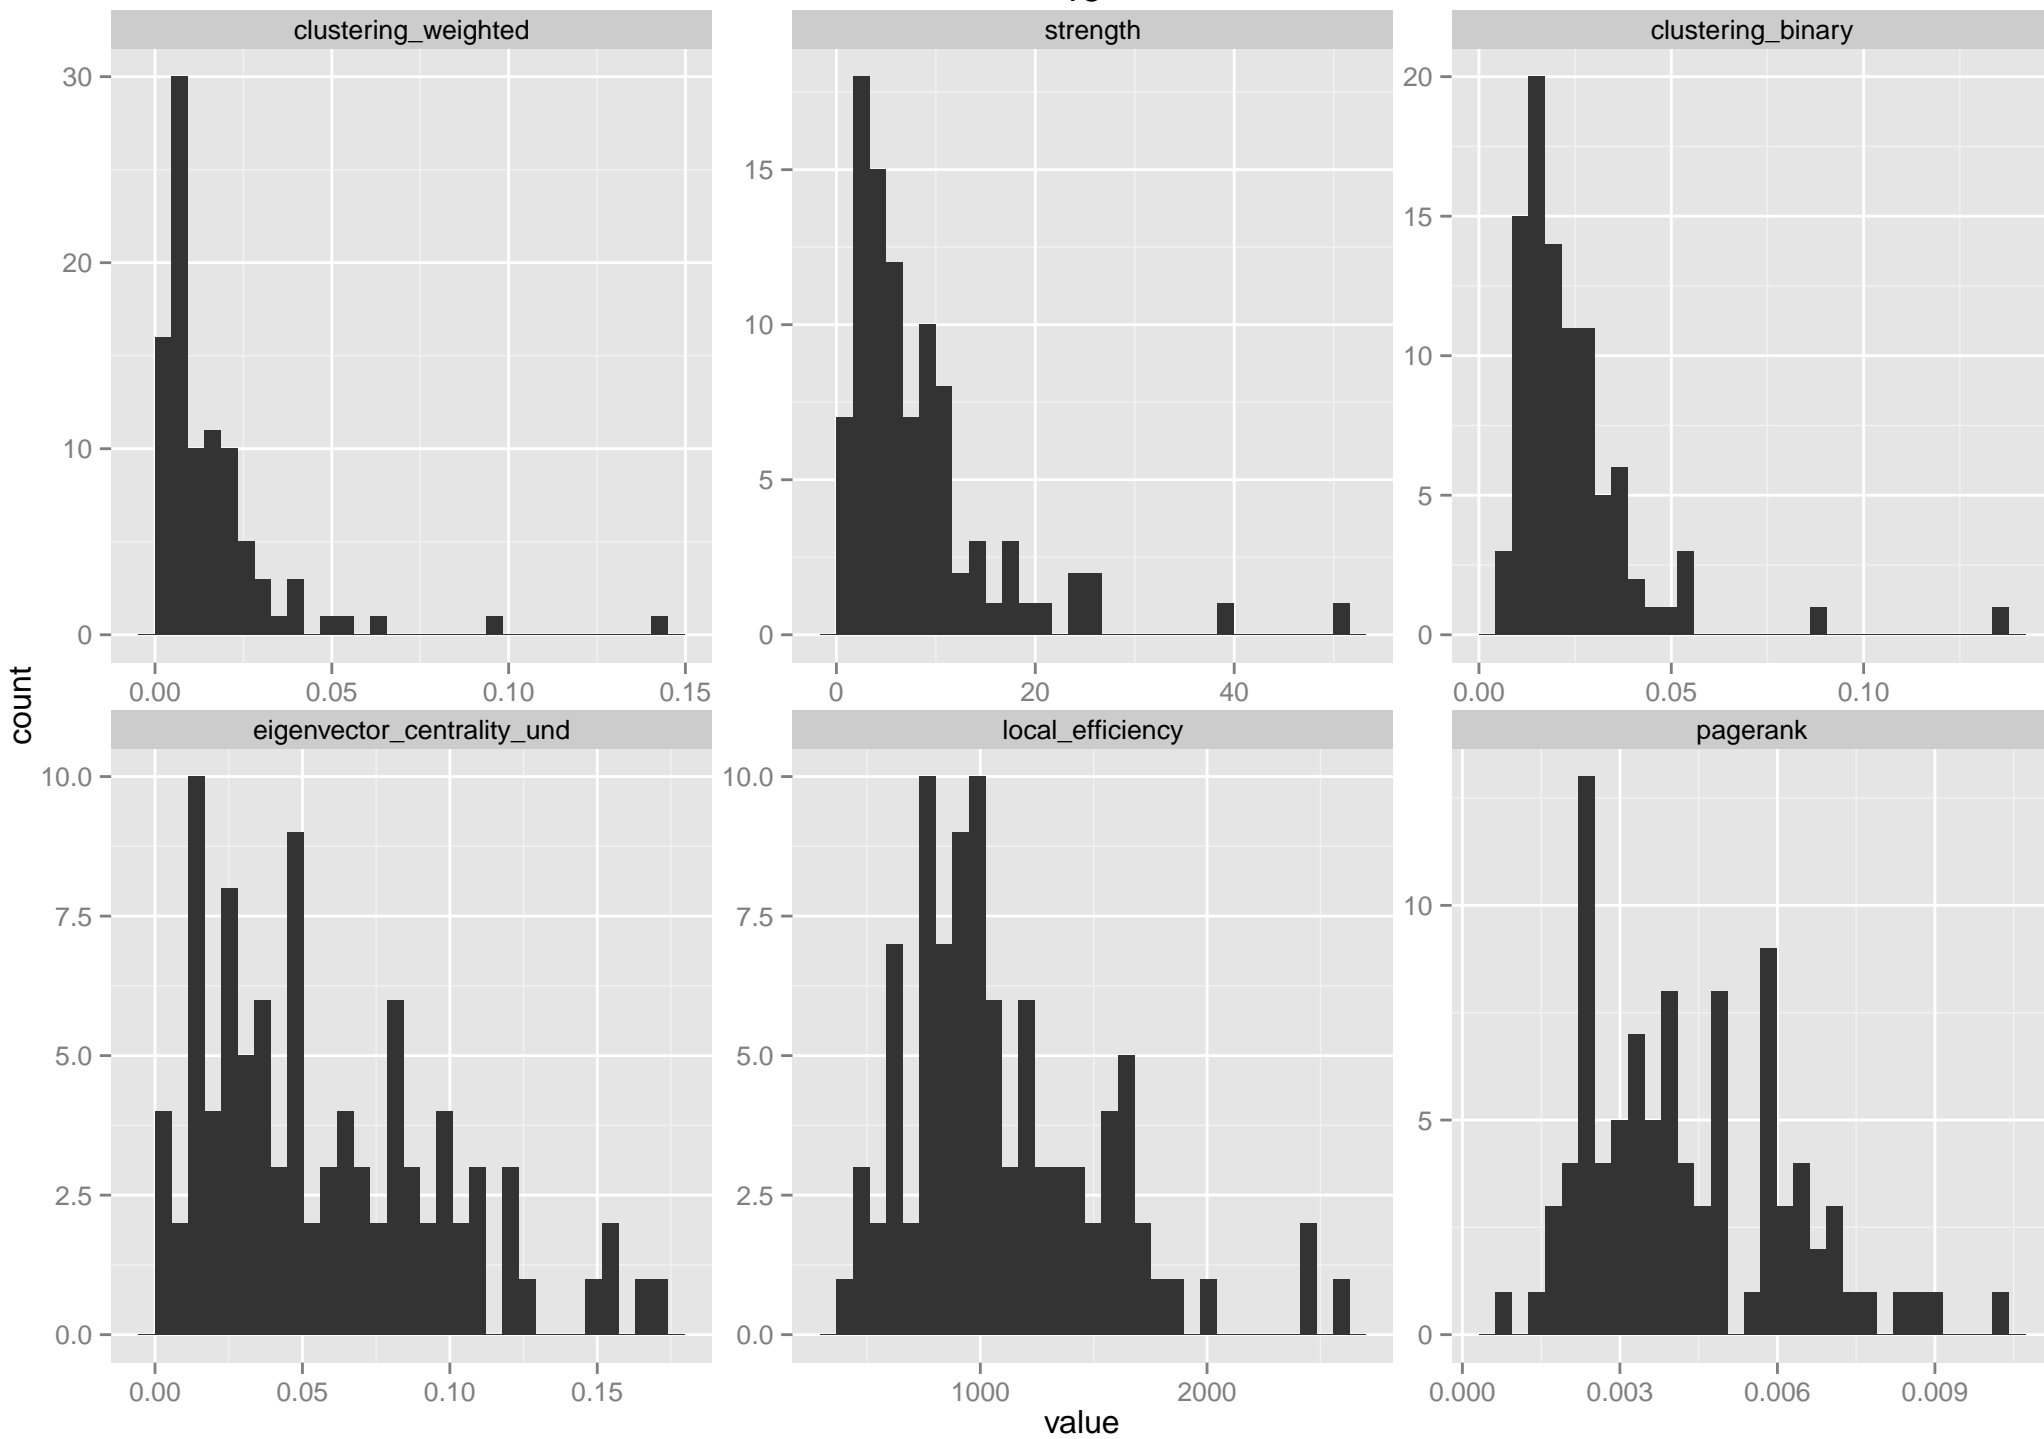 clustering_weighted
strength
clustering_binary
30
20
10
0
0.00 0.05 0.10 0.15
15
10
5
0
0 20 40
20
15
10
5
0
0.00 0.05 0.10
count
eigenvector_centrality_und
local_efficiency
pagerank
10.0
7.5
5.0
2.5
0.0
0.00 0.05 0.10 0.15
10.0
7.5
5.0
2.5
0.0
1000 2000
10
5
0
0.000 0.003 0.006 0.009
value